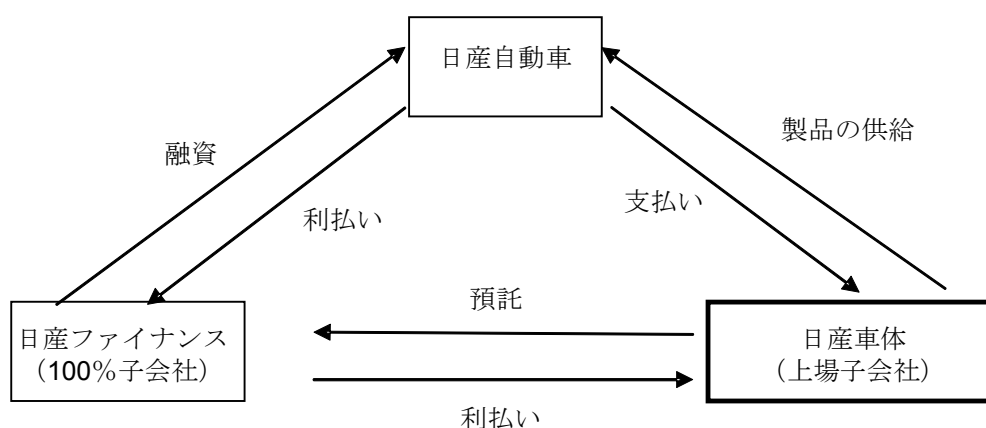 日産自動車
製品の供給
融資
支払い
利払い
預託
日産ファイナンス
（100％子会社）
日産車体
（上場子会社）
利払い